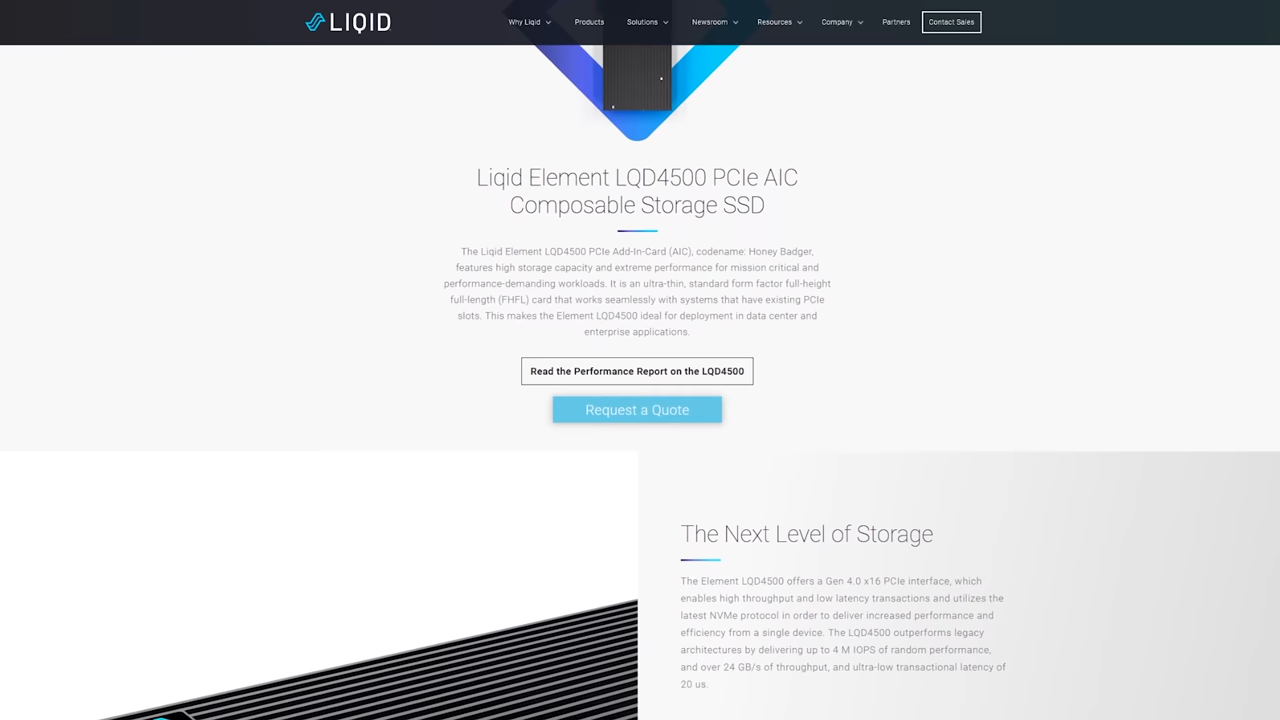 LIQID
Why Liqid
Products
Solutions
Newsroom
Resources
Company
Partners
Contact Sales
Liqid Element LQD4500 PCIe AIC
Composable Storage SSD
The Liqid Element LQD4500 PCIe Add-In-Card (AIC), codename: Honey Badger,
features high storage capacity and extreme performance for mission critical and
performance-demanding workloads. It is an ultra-thin, standard form factor full-height
full-length (FHFL) card that works seamlessly with systems that have existing PCIe
slots. This makes the Element LQD4500 ideal for deployment in data center and
enterprise applications.
Read the Performance Report on the LQD4500
Request a Quote
The Next Level of Storage
The Element LQD4500 offers a Gen 4.0 x16 PCIe interface, which
enables high throughput and low latency transactions and utilizes the
latest NVMe protocol in order to deliver increased performance and
efficiency from a single device. The LQD4500 outperforms legacy
architectures by delivering up to 4 M IOPS of random performance,
and over 24 GB/s of throughput, and ultra-low transactional latency of
20 us.